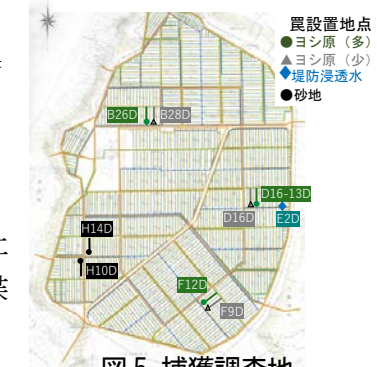 罠設置地点
●ヨシ原（多）
▲ヨシ原（少）
◆堤防浸透水
●砂地
B26D
B28D
D16-13D
D16D
E2D
H14D
H10D
F12D
F9D
図5 捕獲調査地